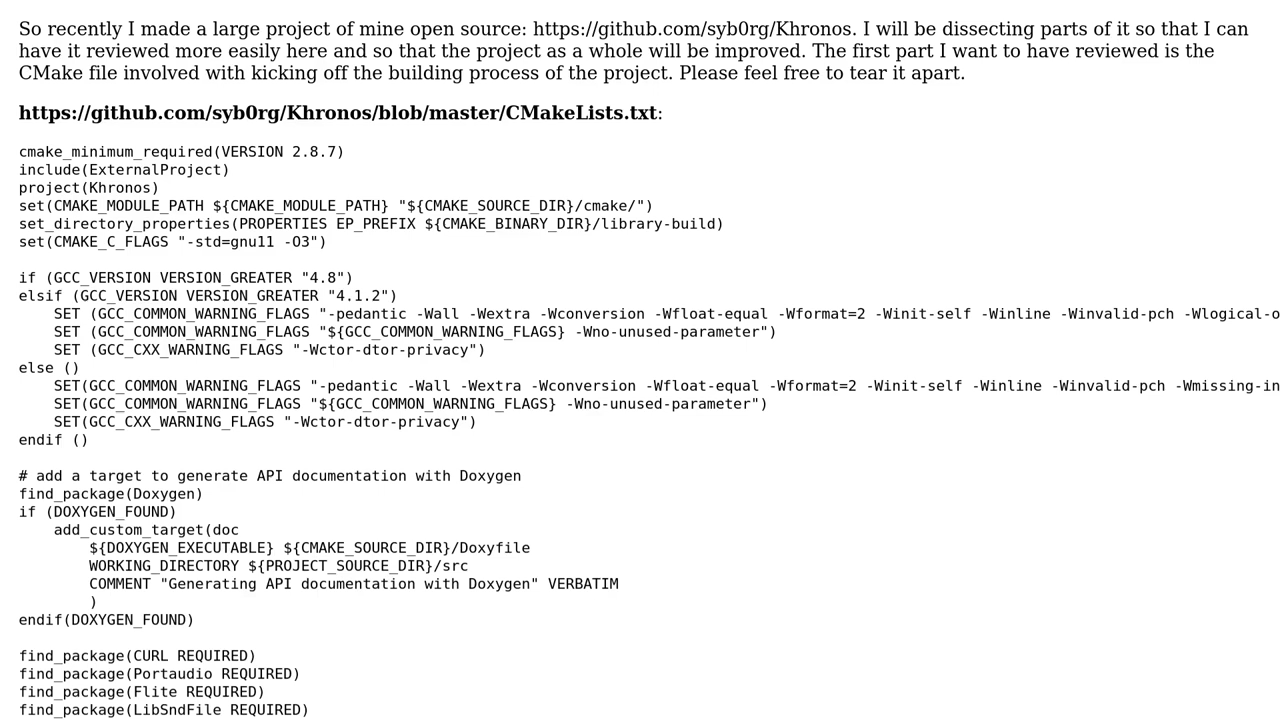 So recently I made a large project of mine open source: https://github.com/syb0rg/Khronos. I will be dissecting parts of it so that I can
have it reviewed more easily here and so that the project as a whole will be improved. The first part I want to have reviewed is the
CMake file involved with kicking off the building process of the project. Please feel free to tear it apart.
https://github.com/syb0rg/Khronos/blob/master/CMakeLists.txt:
cmake_minimum_required(VERSION 2.8.7)
include(ExternalProject)
project(Khronos)
set(CMAKE_MODULE_PATH ${CMAKE_MODULE_PATH} "${CMAKE_SOURCE_DIR}/cmake/")
set_directory_properties(PROPERTIES EP_PREFIX ${CMAKE_BINARY_DIR}/library-build)
set(CMAKE_C_FLAGS "-std=gnu11 -O3")
if (GCC_VERSION VERSION_GREATER "4.8")
elsif (GCC_VERSION VERSION_GREATER "4.1.2")
    SET (GCC_COMMON_WARNING_FLAGS "-pedantic -Wall -Wextra -Wconversion -Wfloat-equal -Wformat=2 -Winit-self -Winline -Winvalid-pch -Wlogical-o
    SET (GCC_COMMON_WARNING_FLAGS "${GCC_COMMON_WARNING_FLAGS} -Wno-unused-parameter")
    SET (GCC_CXX_WARNING_FLAGS "-Wctor-dtor-privacy")
else ()
    SET(GCC_COMMON_WARNING_FLAGS "-pedantic -Wall -Wextra -Wconversion -Wfloat-equal -Wformat=2 -Winit-self -Winline -Winvalid-pch -Wmissing-in
    SET(GCC_COMMON_WARNING_FLAGS "${GCC_COMMON_WARNING_FLAGS} -Wno-unused-parameter")
    SET(GCC_CXX_WARNING_FLAGS "-Wctor-dtor-privacy")
endif ()
# add a target to generate API documentation with Doxygen
find_package(Doxygen)
if (DOXYGEN_FOUND)
    add_custom_target(doc
        ${DOXYGEN_EXECUTABLE} ${CMAKE_SOURCE_DIR}/Doxyfile
        WORKING_DIRECTORY ${PROJECT_SOURCE_DIR}/src
        COMMENT "Generating API documentation with Doxygen" VERBATIM
        )
endif(DOXYGEN_FOUND)
find_package(CURL REQUIRED)
find_package(Portaudio REQUIRED)
find_package(Flite REQUIRED)
find_package(LibSndFile REQUIRED)